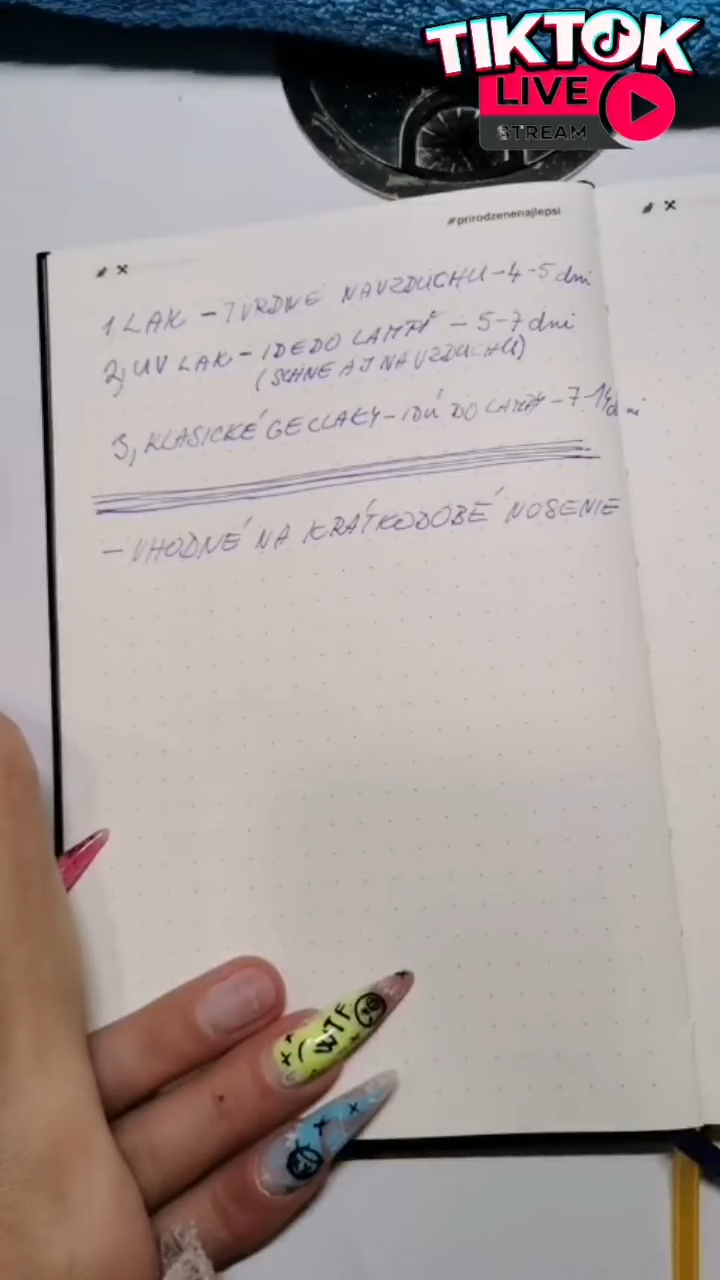 TIKTOK
LIVE
STREAM
#prirodzenenajlepsi
1. LAK - TVRDNE NAVZDUCHU - 4-5 dni
2, UV LAK - IDE DO LAMPY - 5-7 dni
(SCHNE AJ NA VZDUCHU)
3, KLASICKÉ GELLAKY - IDÚ DO LAMPY - 7-14 dni
- VHODNÉ NA KRÁTKODOBÉ NOSENIE
WTF